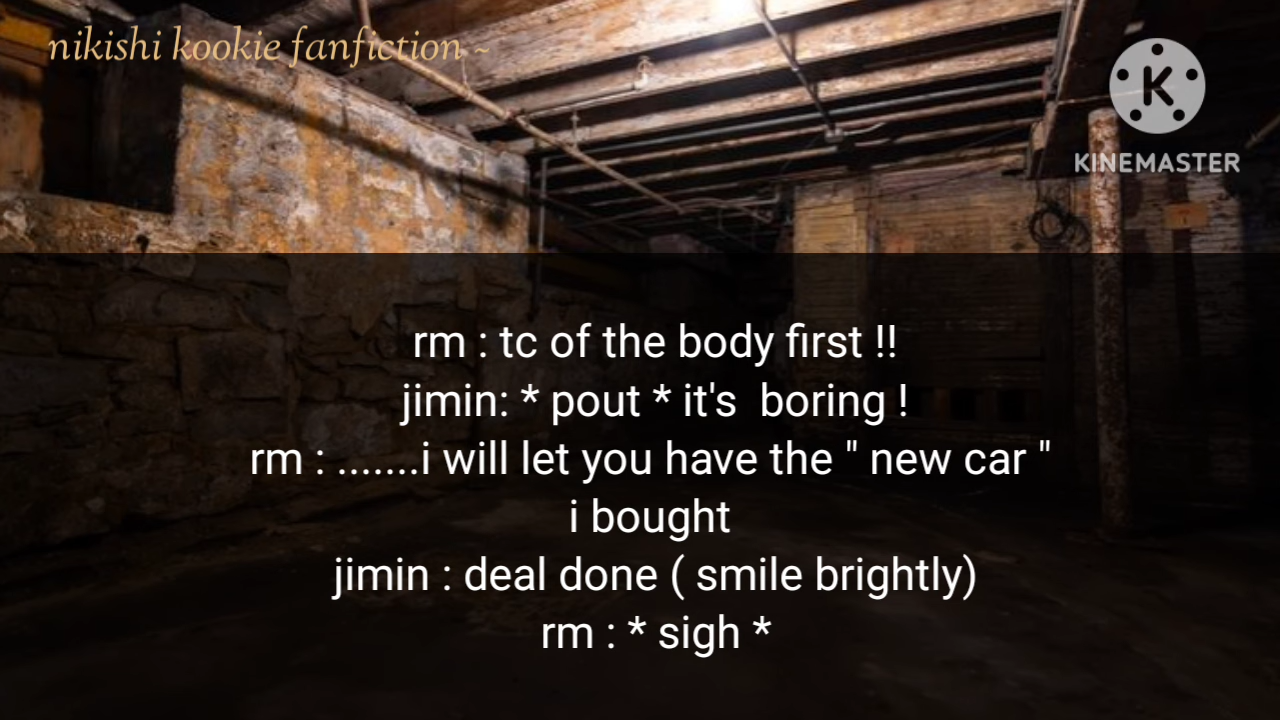 nikishi kookie fanfiction ~
K
KINEMASTER
rm : tc of the body first !!
jimin: * pout * it's  boring !
rm : .......i will let you have the " new car "
i bought
jimin : deal done ( smile brightly)
rm : * sigh *